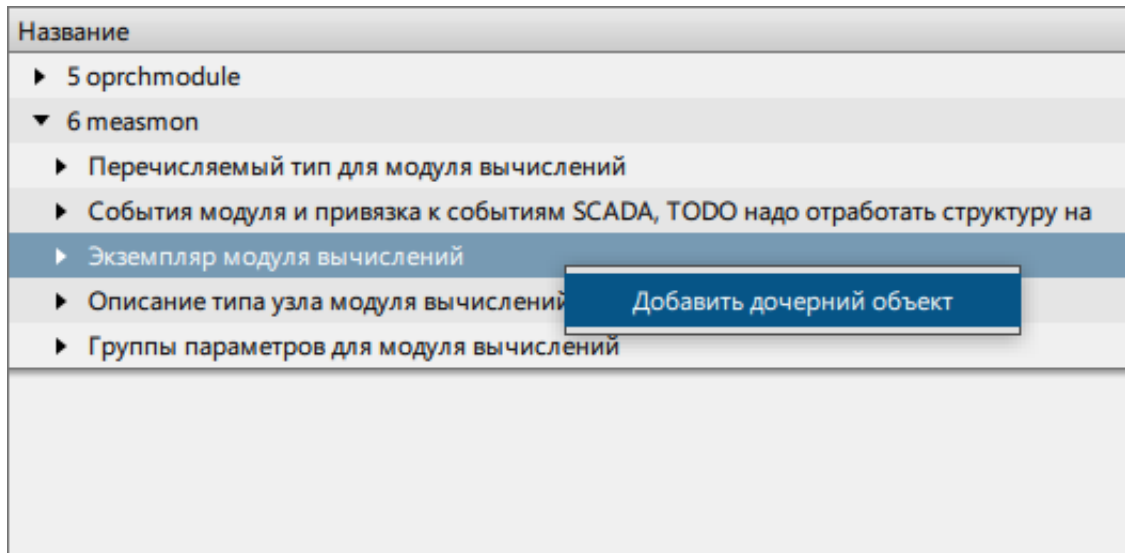 Название
5 oprchmodule
6 measmon
Перечисляемый тип для модуля вычислений
События модуля и привязка к событиям SCADA, TODO надо отработать структуру на
Экземпляр модуля вычислений
Описание типа узла модуля вычислений
Добавить дочерний объект
Группы параметров для модуля вычислений